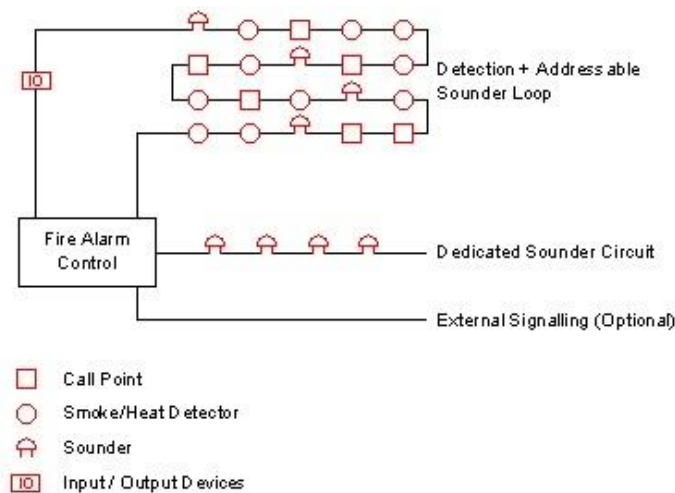 IO
Detection + Addressable
Sounder Loop
Fire Alarm
Control
Dedicated Sounder Circuit
External Signalling (Optional)
Call Point
Smoke/Heat Detector
Sounder
IO
Input / Output Devices